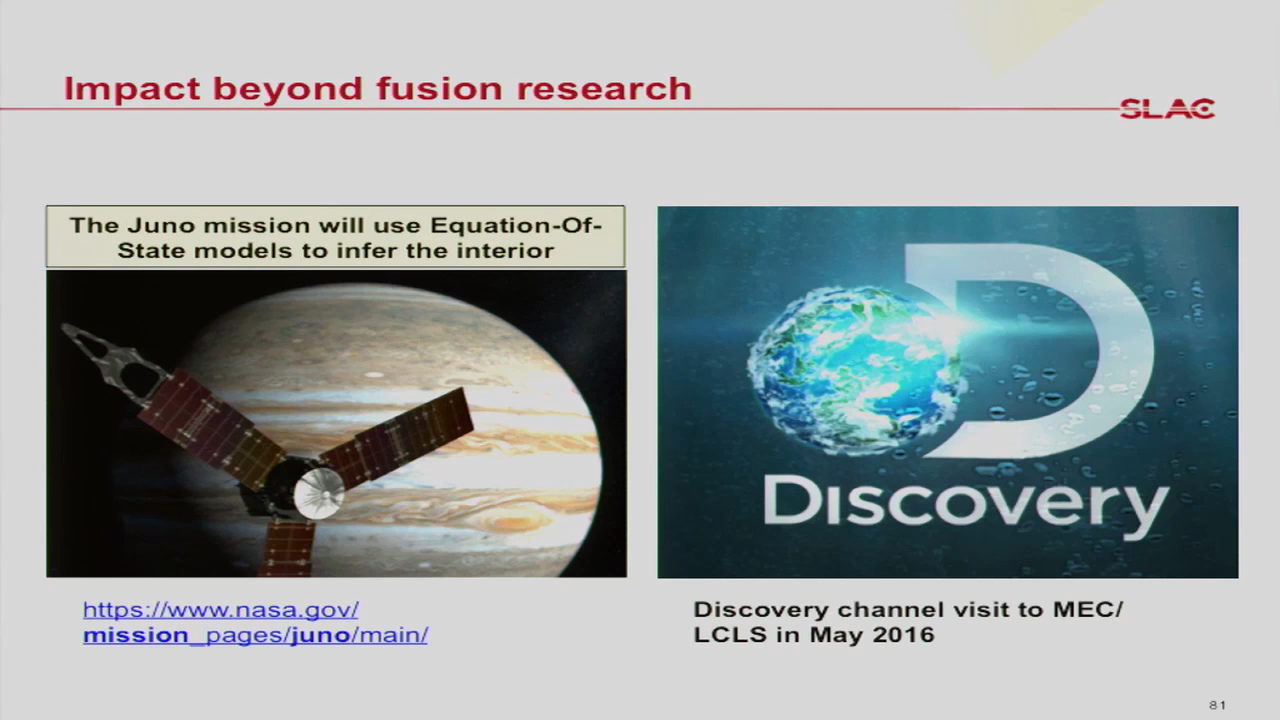 Impact beyond fusion research
SLAC
The Juno mission will use Equation-Of-
State models to infer the interior
Discovery
https://www.nasa.gov/
mission_pages/juno/main/
Discovery channel visit to MEC/
LCLS in May 2016
81